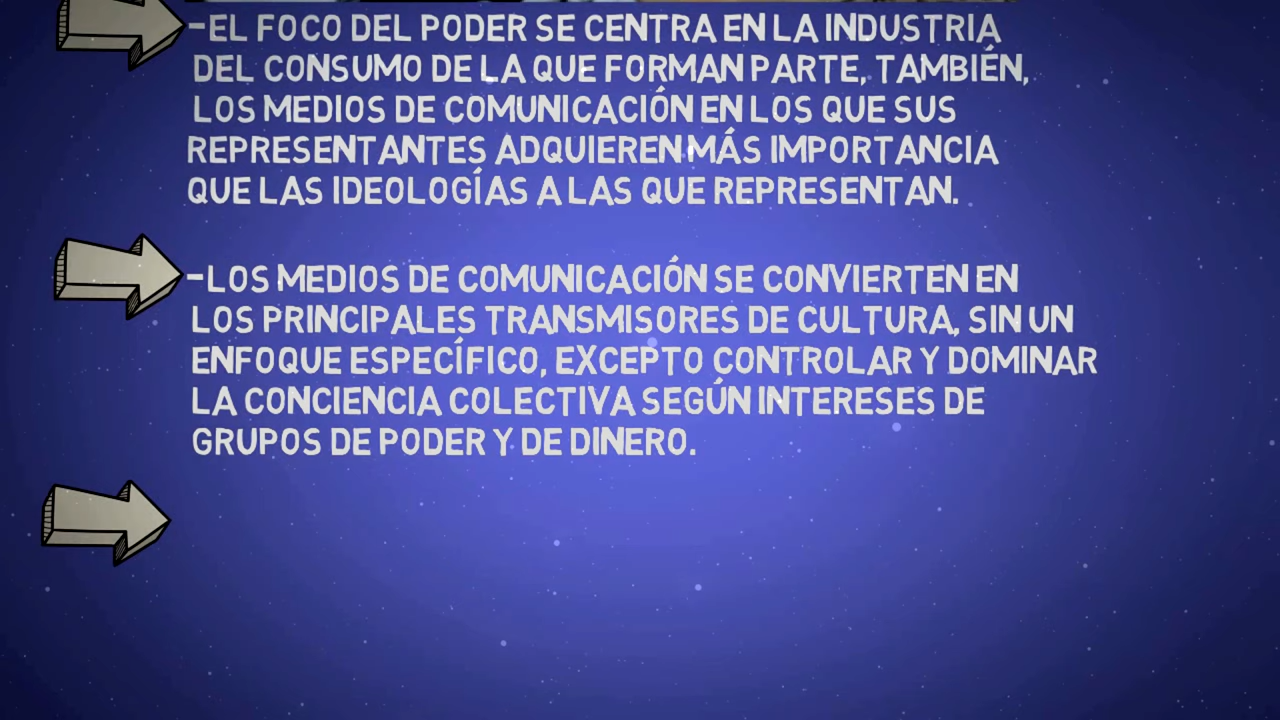 -EL FOCO DEL PODER SE CENTRA EN LA INDUSTRIA
DEL CONSUMO DE LA QUE FORMAN PARTE, TAMBIÉN,
LOS MEDIOS DE COMUNICACIÓN EN LOS QUE SUS
REPRESENTANTES ADQUIEREN MÁS IMPORTANCIA
QUE LAS IDEOLOGÍAS A LAS QUE REPRESENTAN.
-LOS MEDIOS DE COMUNICACIÓN SE CONVIERTEN EN
LOS PRINCIPALES TRANSMISORES DE CULTURA, SIN UN
ENFOQUE ESPECÍFICO, EXCEPTO CONTROLAR Y DOMINAR
LA CONCIENCIA COLECTIVA SEGÚN INTERESES DE
GRUPOS DE PODER Y DE DINERO.